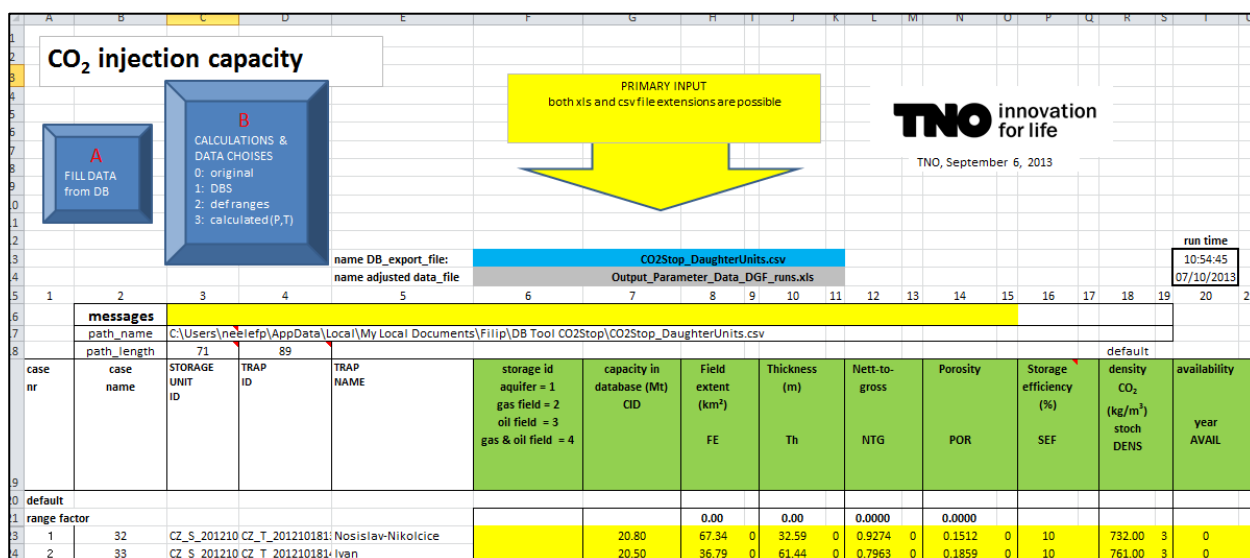 A B C D E F G H I J K L M N O P Q R S T
1
2 CO₂ injection capacity
3
4 PRIMARY INPUT
both xls and csv file extensions are possible
B
CALCULATIONS &
DATA CHOISES
0: original
1: DBS
2: def ranges
3: calculated (P,T)
A
FILL DATA
from DB
TNO innovation
for life
TNO, September 6, 2013
run time
name DB_export_file: CO2Stop_DaughterUnits.csv 10:54:45
name adjusted data_file Output_Parameter_Data_DGF_runs.xls 07/10/2013
1 2 3 4 5 6 7 8 9 10 11 12 13 14 15 16 17 18 19 20
messages
path_name C:\Users\neelefp\AppData\Local\My Local Documents\Filip\DB Tool CO2Stop\CO2Stop_DaughterUnits.csv
path_length 71 89 default
case nr
case name
STORAGE UNIT ID
TRAP ID
TRAP NAME
storage id
aquifer = 1
gas field = 2
oil field = 3
gas & oil field = 4
capacity in database (Mt) CID
Field extent (km²) FE
Thickness (m) Th
Nett-to-gross NTG
Porosity POR
Storage efficiency (%) SEF
density CO₂ (kg/m³) stoch DENS
availability year AVAIL
default
range factor 0.00 0.00 0.0000 0.0000
1 32 CZ_S_201210 CZ_T_201210181 Nosislav-Nikolcice 20.80 67.34 0 32.59 0 0.9274 0 0.1512 0 10 732.00 3 0
2 33 CZ_S_201210 CZ_T_201210181 Ivan 20.50 36.79 0 61.44 0 0.7963 0 0.1859 0 10 761.00 3 0